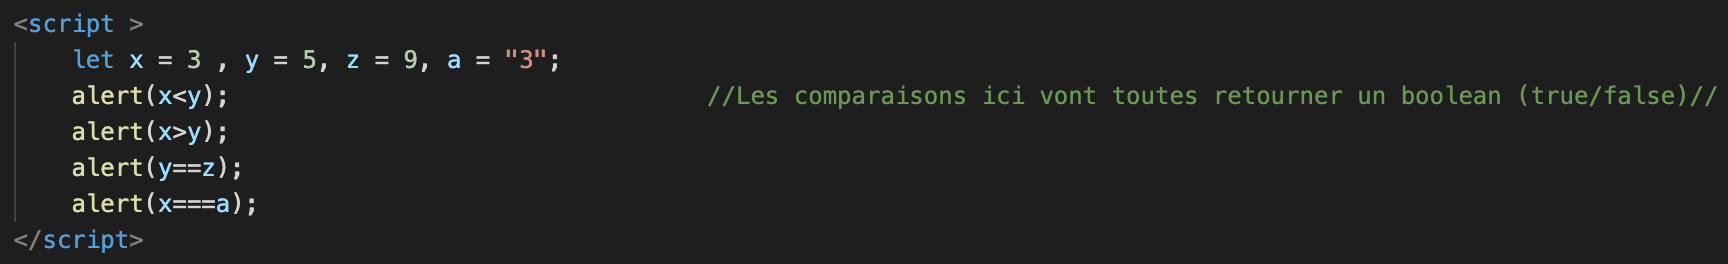 <script >
let x = 3 , y = 5, z = 9, a = "3";
alert(x<y); //Les comparaisons ici vont toutes retourner un boolean (true/false)//
alert(x>y);
alert(y==z);
alert(x===a);
</script>